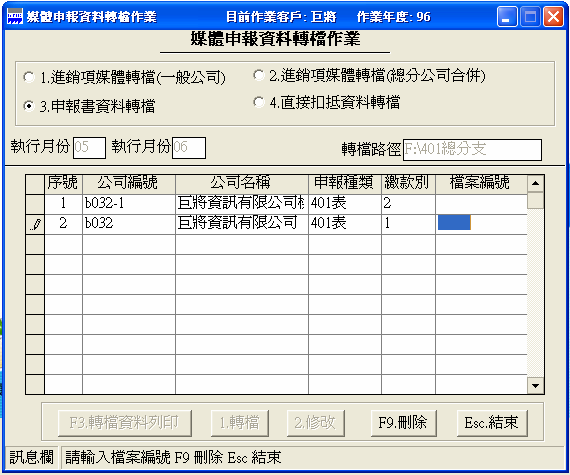 媒體申報資料轉檔作業 目前作業客戶: 巨將 作業年度: 96
媒體申報資料轉檔作業
1.進銷項媒體轉檔(一般公司) 2.進銷項媒體轉檔(總分公司合併)
3.申報書資料轉檔 4.直接扣抵資料轉檔
執行月份 05 執行月份 06 轉檔路徑 F:\401總分支
序號 公司編號 公司名稱 申報種類 繳款別 檔案編號
1 b032-1 巨將資訊有限公司 401表 2
2 b032 巨將資訊有限公司 401表 1
F3.轉檔資料列印 1.轉檔 2.修改 F9.刪除 Esc.結束
訊息欄 請輸入檔案編號 F9 刪除 Esc 結束